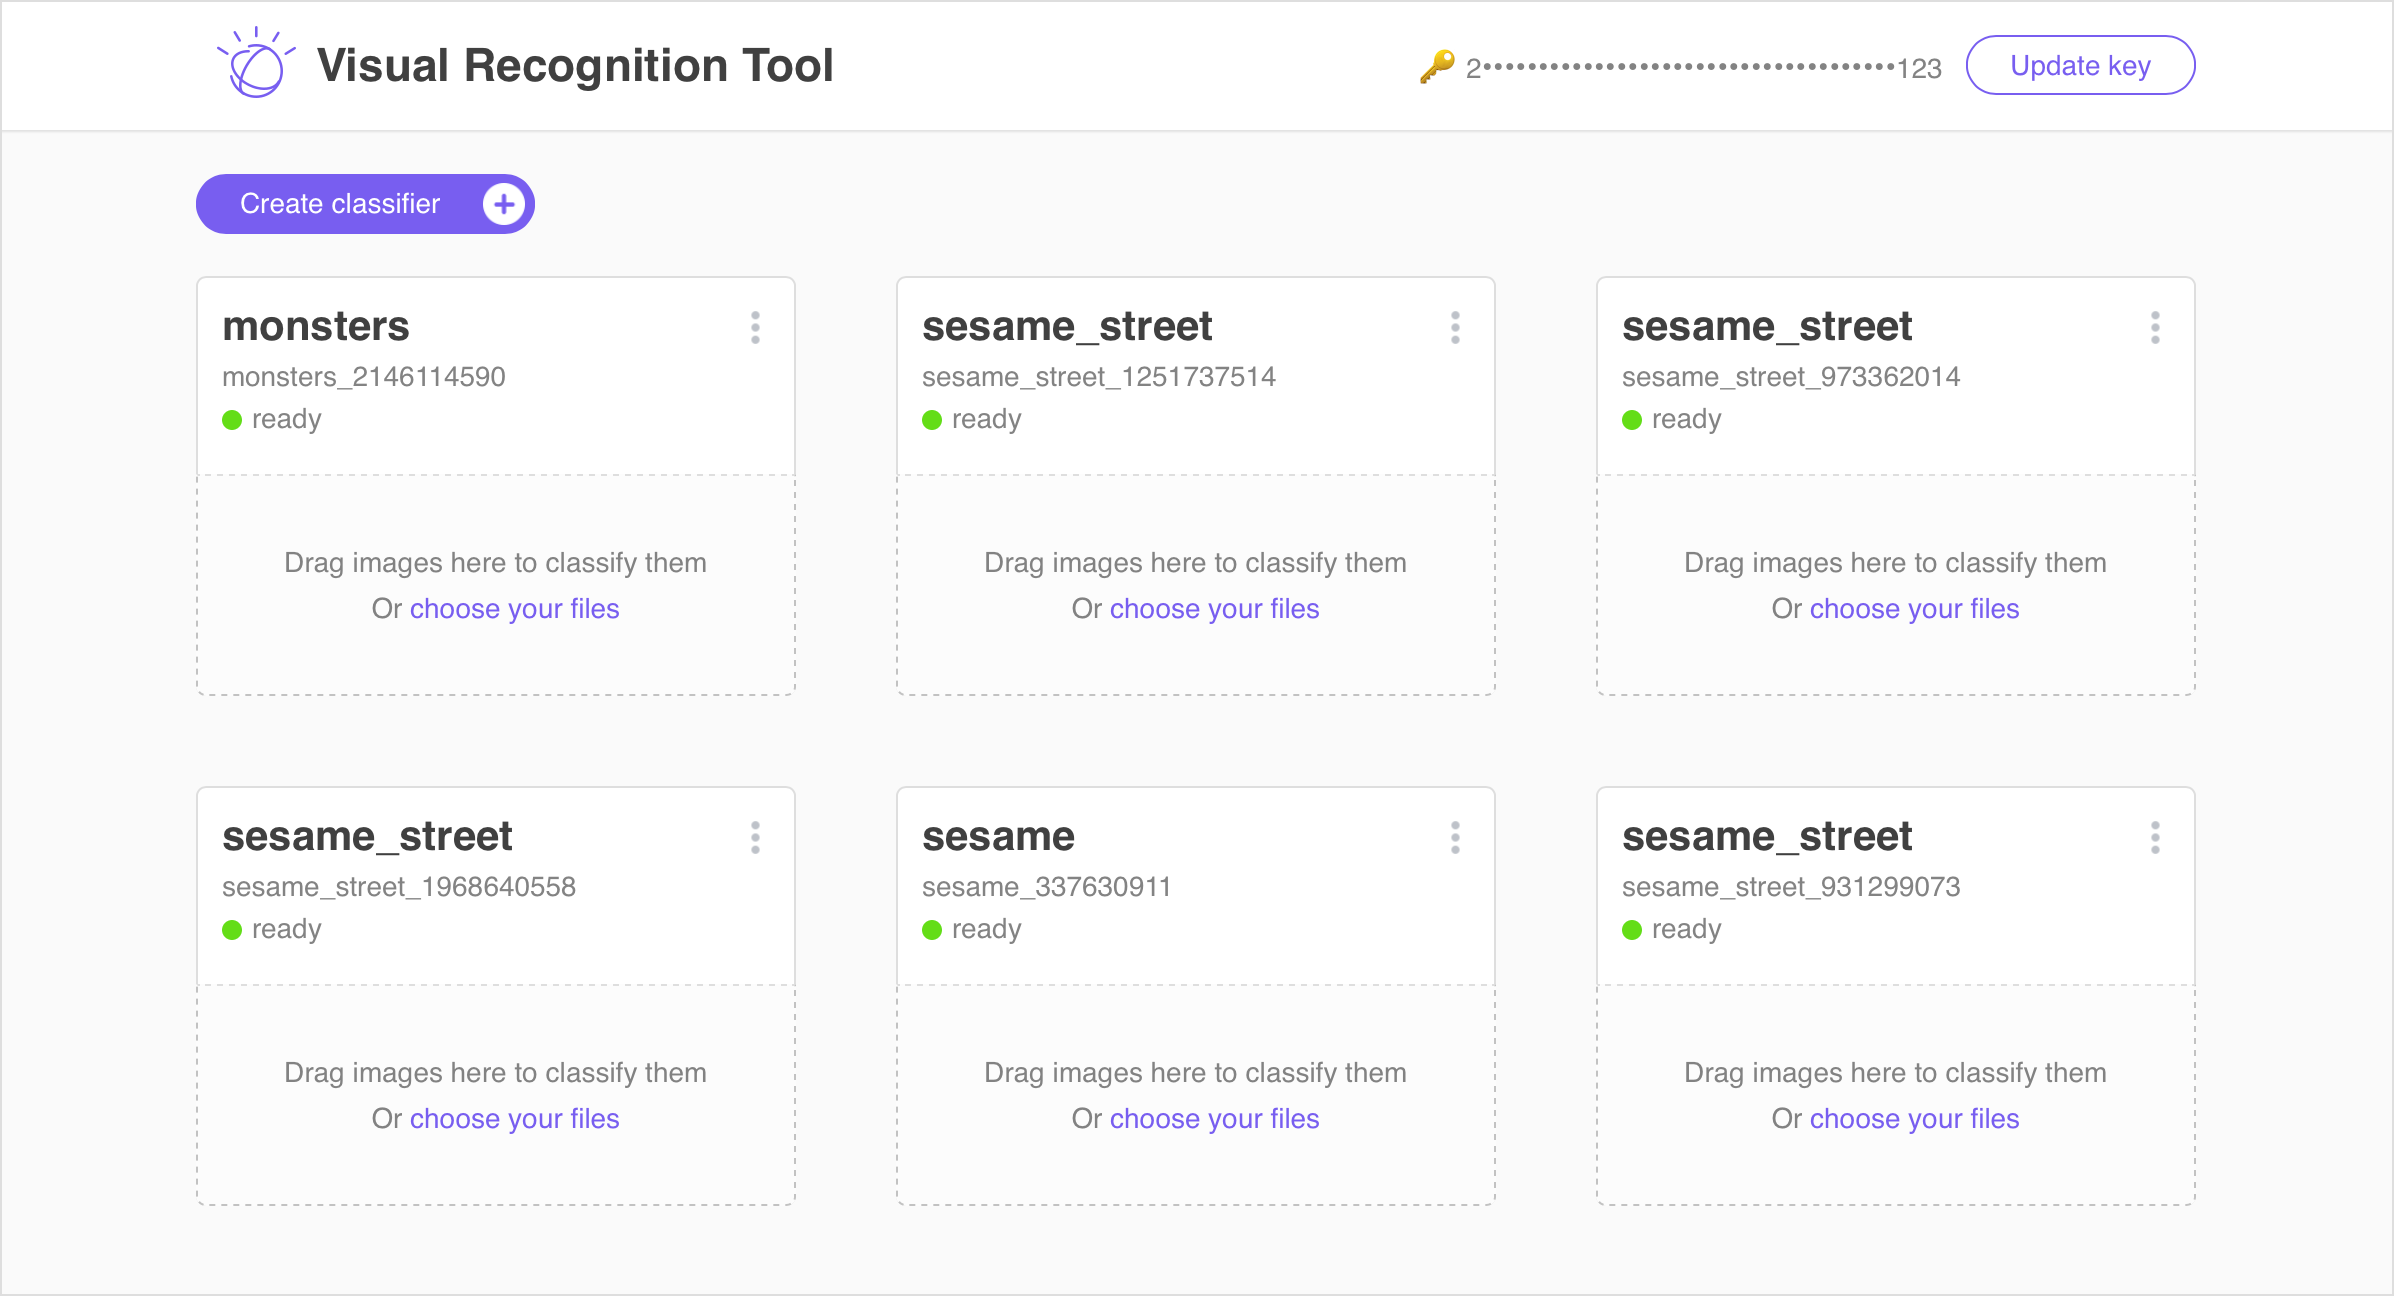 Visual Recognition Tool
2•••••••••••••••••••••••••••••••••••••123
Update key
Create classifier
monsters
monsters_2146114590
ready
Drag images here to classify them
Or choose your files
sesame_street
sesame_street_1251737514
ready
Drag images here to classify them
Or choose your files
sesame_street
sesame_street_973362014
ready
Drag images here to classify them
Or choose your files
sesame_street
sesame_street_1968640558
ready
Drag images here to classify them
Or choose your files
sesame
sesame_337630911
ready
Drag images here to classify them
Or choose your files
sesame_street
sesame_street_931299073
ready
Drag images here to classify them
Or choose your files